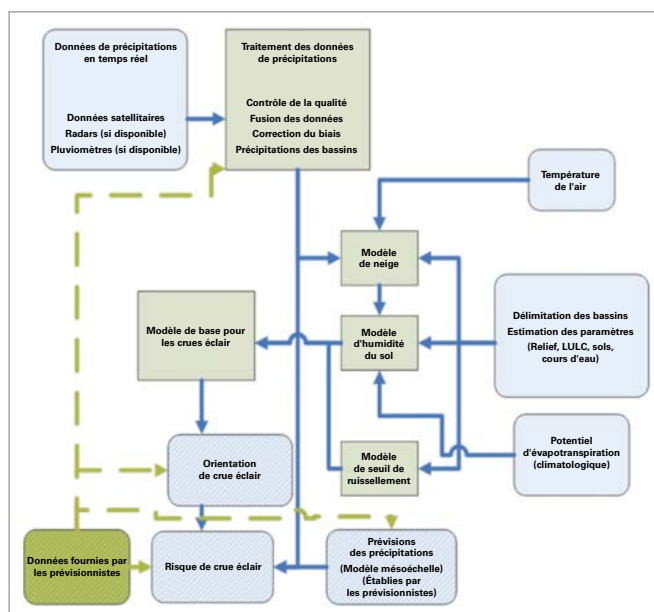 Données de précipitations
en temps réel
Données satellitaires
Radars (si disponible)
Pluviomètres (si disponible)
Traitement des données
de précipitations
Contrôle de la qualité
Fusion des données
Correction du biais
Précipitations des bassins
Température
de l'air
Modèle
de neige
Délimitation des bassins
Estimation des paramètres
(Relief, LULC, sols,
cours d'eau)
Modèle de base pour
les crues éclair
Modèle
d'humidité
du sol
Potentiel
d'évapotranspiration
(climatologique)
Orientation
de crue éclair
Modèle
de seuil de
ruissellement
Données fournies par
les prévisionnistes
Risque de crue éclair
Prévisions
des précipitations
(Modèle mésoéchelle)
(Établies par
les prévisionnistes)